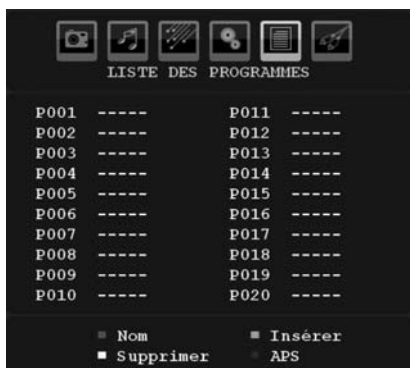 LISTE DES PROGRAMMES
P001 ----- P011 -----
P002 ----- P012 -----
P003 ----- P013 -----
P004 ----- P014 -----
P005 ----- P015 -----
P006 ----- P016 -----
P007 ----- P017 -----
P008 ----- P018 -----
P009 ----- P019 -----
P010 ----- P020 -----
Nom Insérer
Supprimer APS